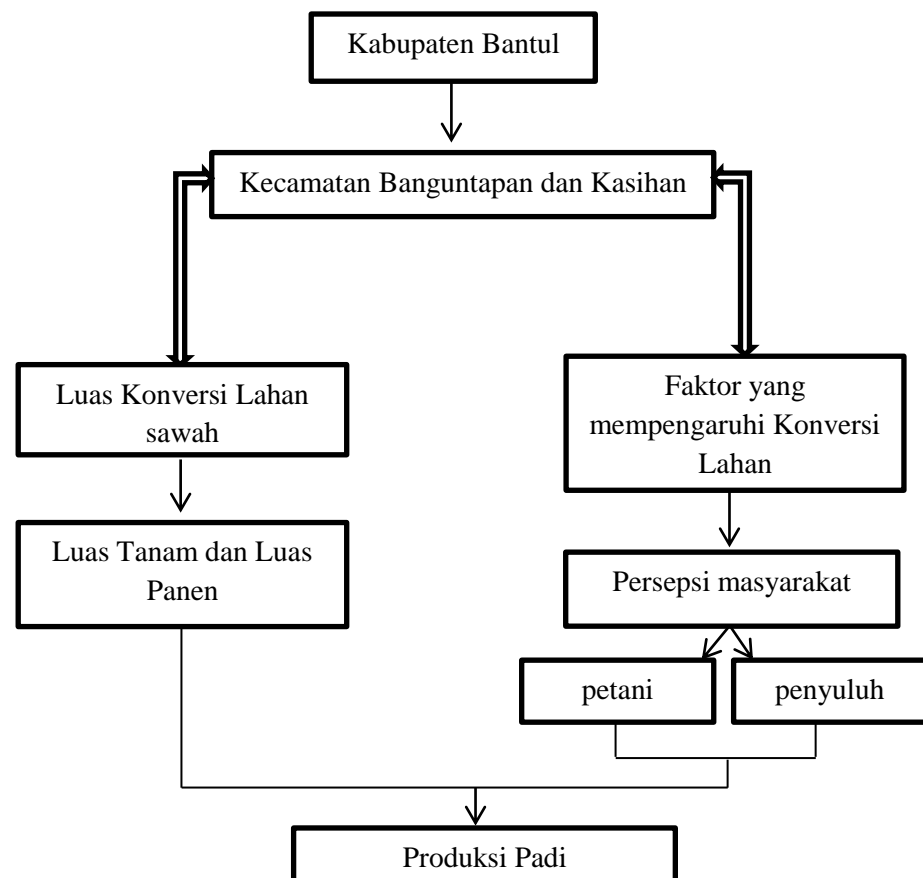 Kabupaten Bantul
Kecamatan Banguntapan dan Kasihan
Luas Konversi Lahan
sawah
Faktor yang
mempengaruhi Konversi
Lahan
Luas Tanam dan Luas
Panen
Persepsi masyarakat
petani
penyuluh
Produksi Padi